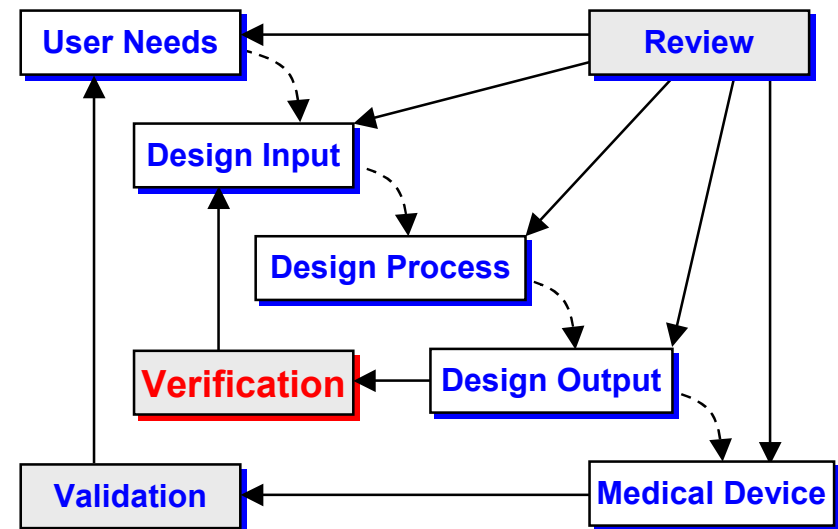 User Needs
Review
Design Input
Design Process
Verification
Design Output
Validation
Medical Device